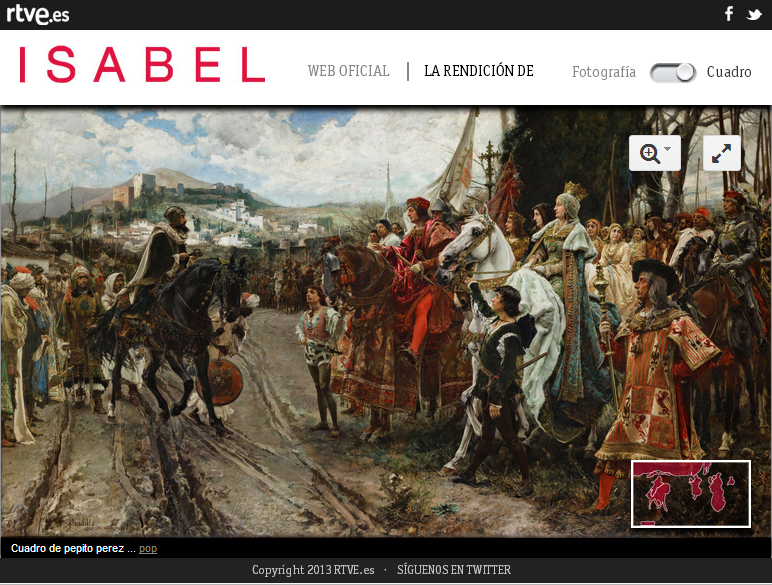 rtve.es
ISABEL
WEB OFICIAL | LA RENDICIÓN DE
Fotografía Cuadro
Cuadro de pepito perez ... pop
Copyright 2013 RTVE.es · SÍGUENOS EN TWITTER